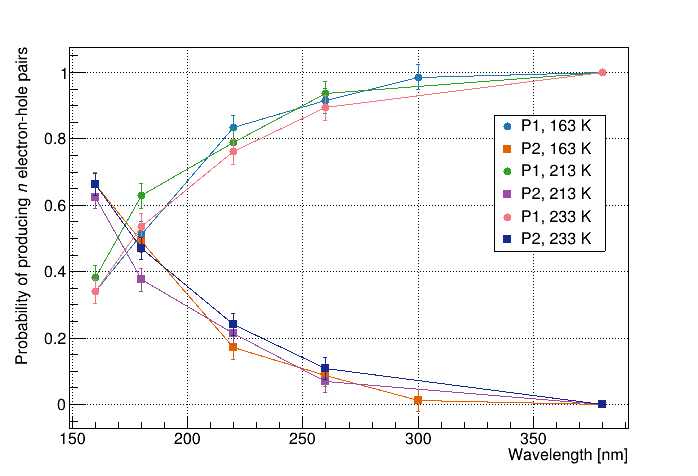 Probability of producing n electron-hole pairs
1
0.8
0.6
0.4
0.2
0
P1, 163 K
P2, 163 K
P1, 213 K
P2, 213 K
P1, 233 K
P2, 233 K
150 200 250 300 350
Wavelength [nm]